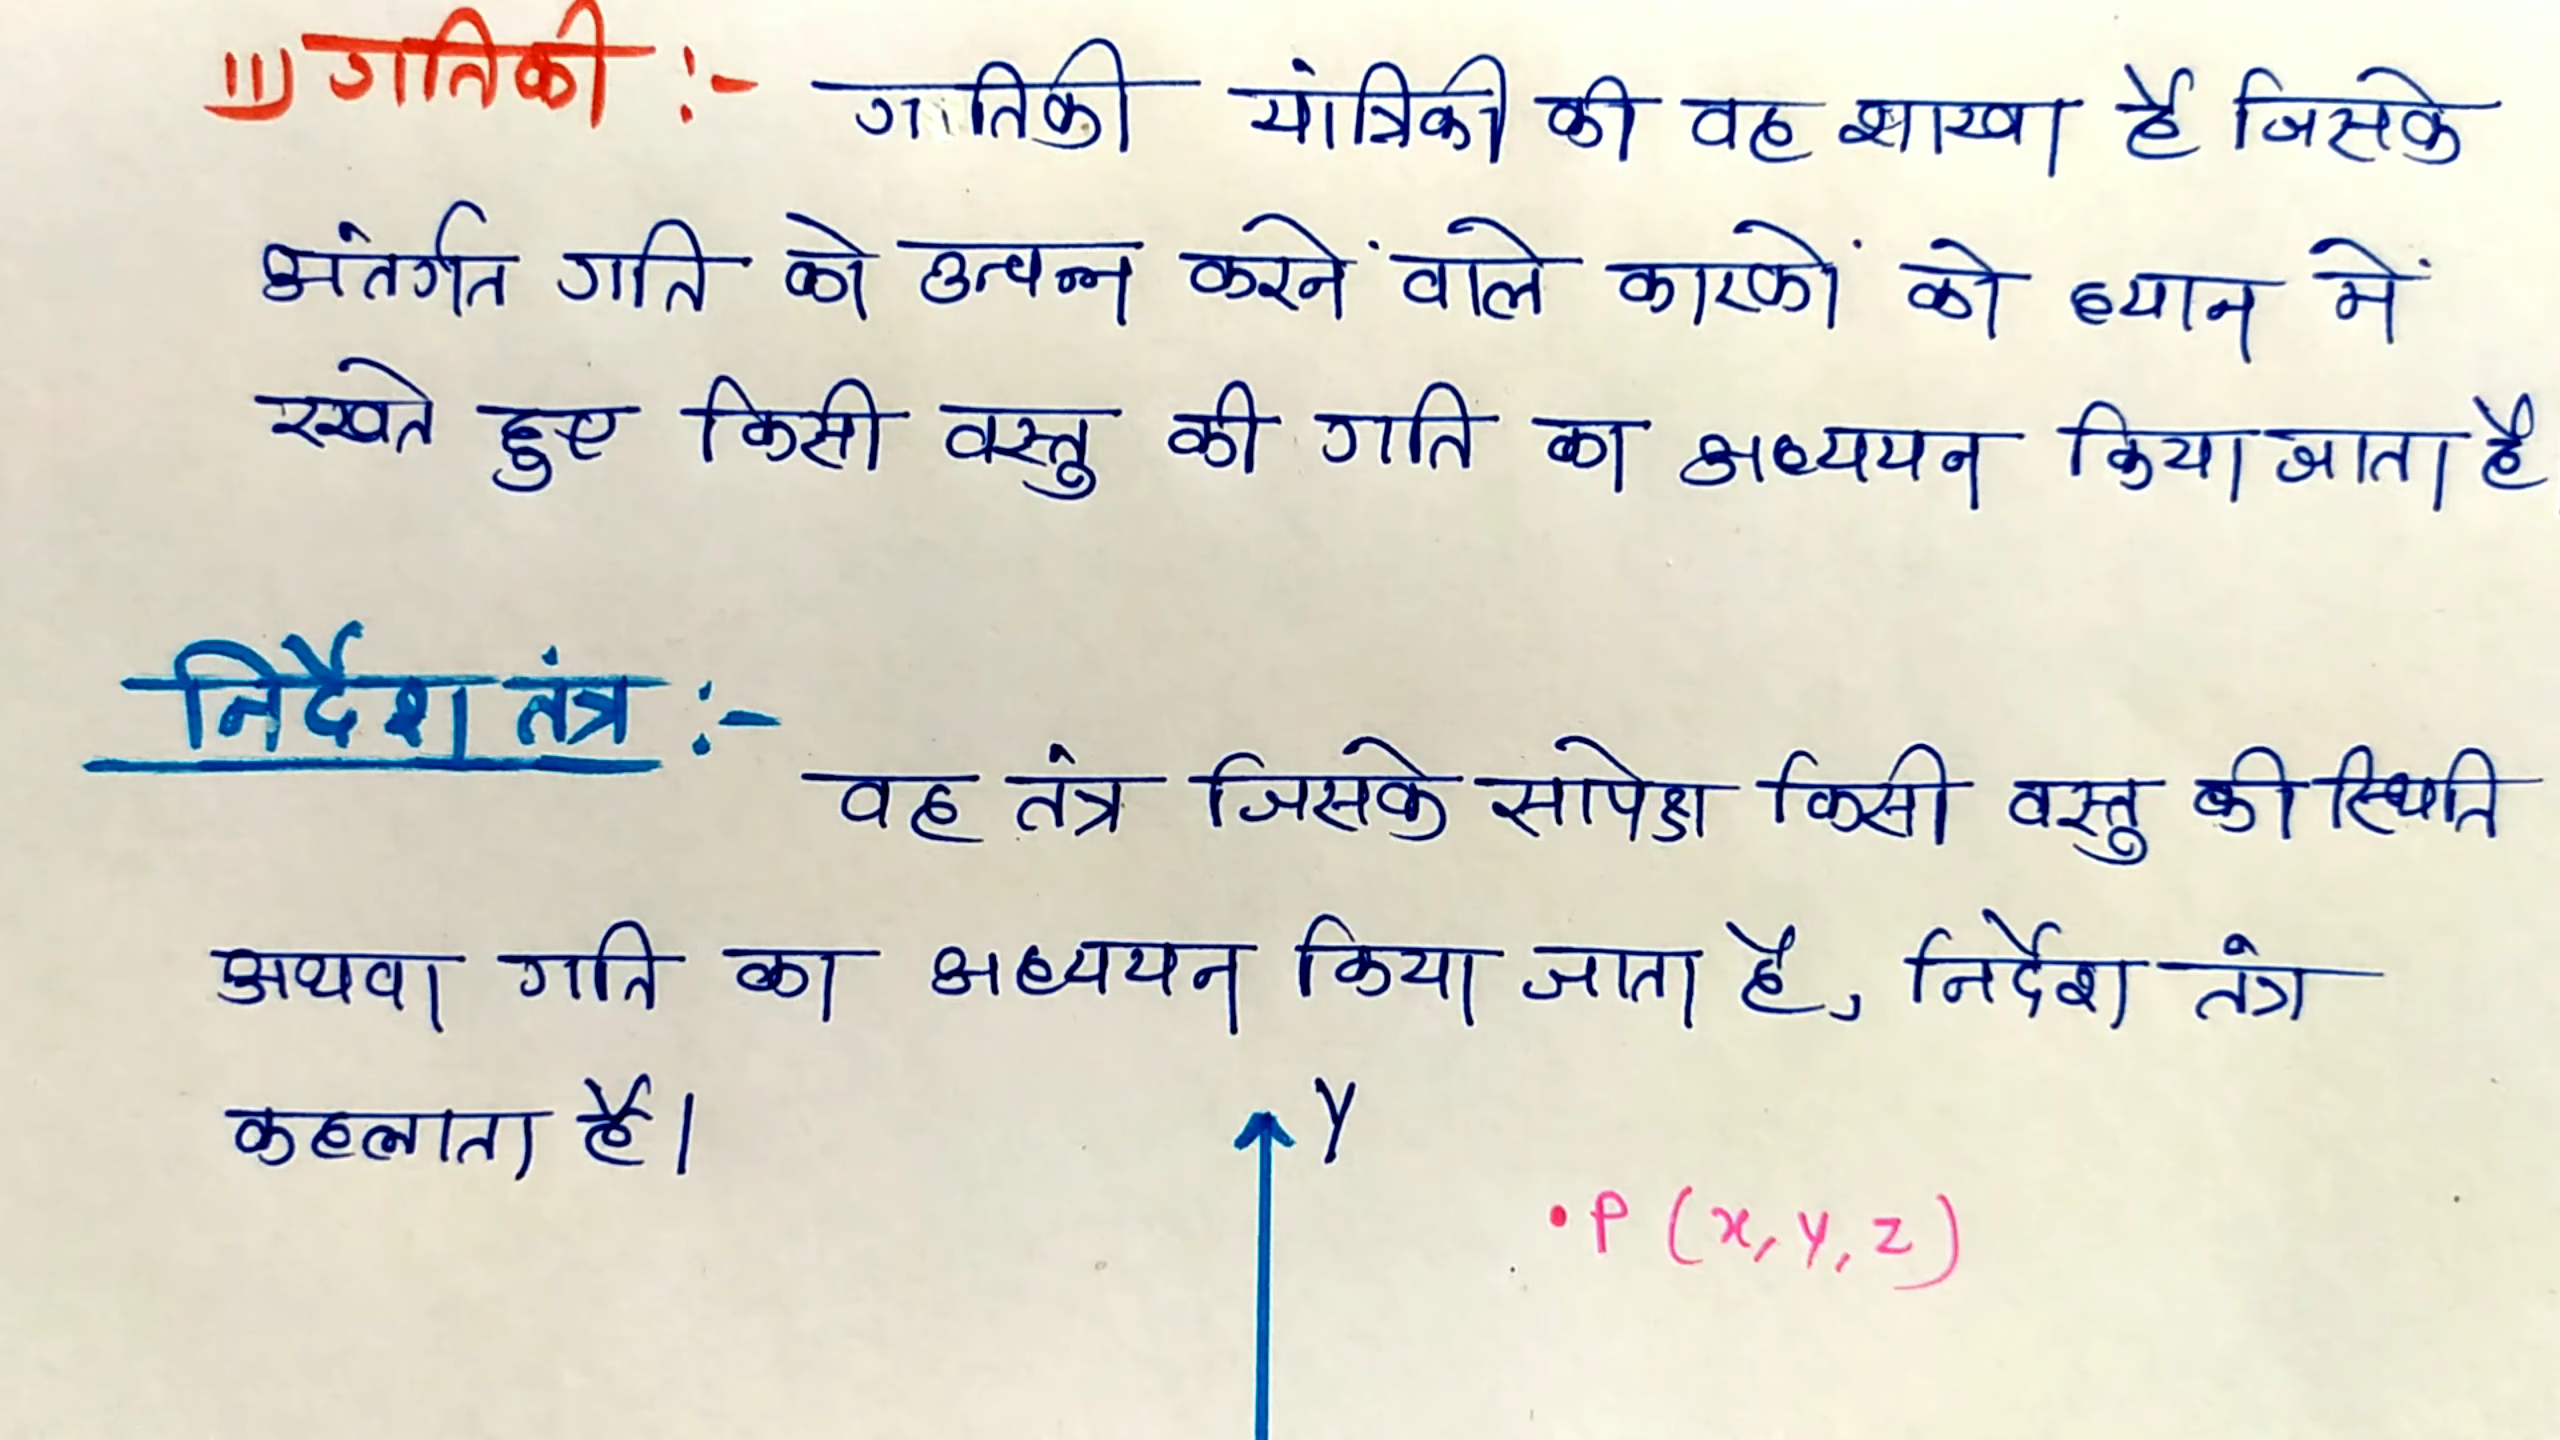 III) गतिकी :- गतिकी यांत्रिकी की वह शाखा है जिसके
अंतर्गत गति को उत्पन्न करनें वाले कारकों को ध्यान में
रखते हुए किसी वस्तु की गति का अध्ययन किया जाता है
निर्देश तंत्र :-
वह तंत्र जिसके सापेक्ष किसी वस्तु की स्थिति
अथवा गति का अध्ययन किया जाता है, निर्देश तंत्र
कहलाता है।
Y
P (x, y, z)